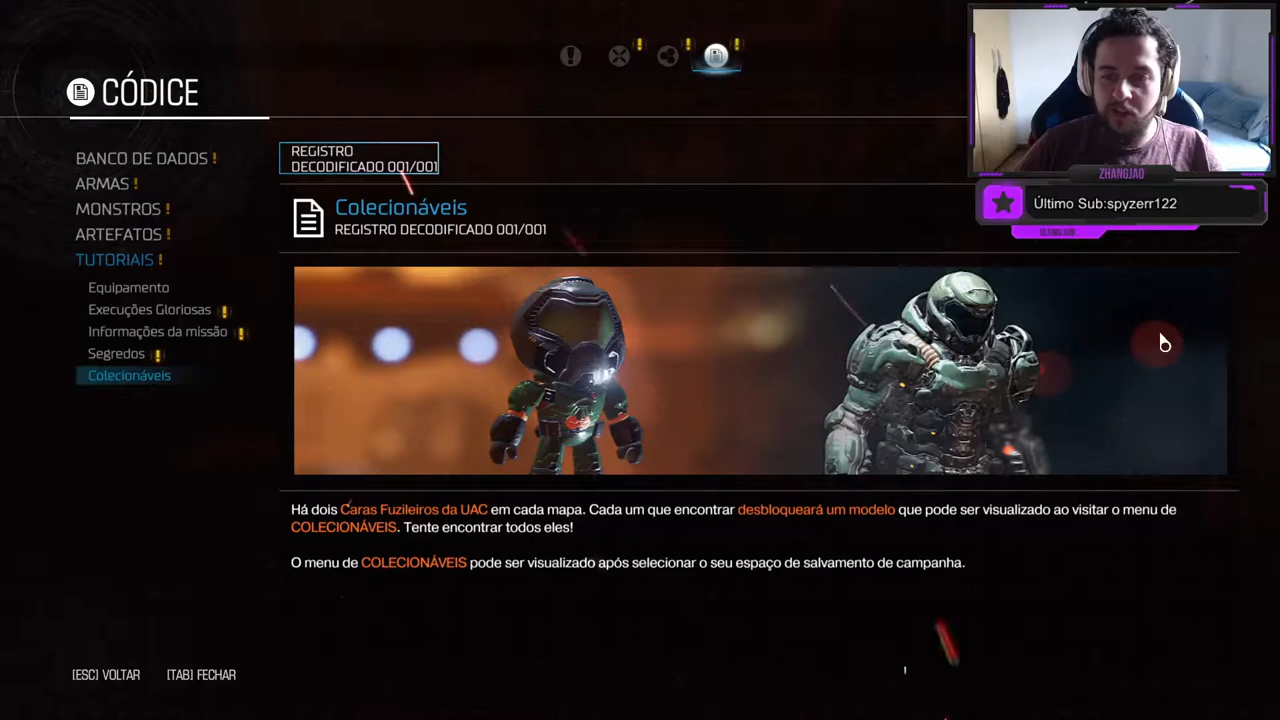 CÓDICE
BANCO DE DADOS !
ARMAS !
MONSTROS !
ARTEFATOS !
TUTORIAIS !
Equipamento
Execuções Gloriosas !
Informações da missão !
Segredos !
Colecionáveis
REGISTRO
DECODIFICADO 001/001
Colecionáveis
REGISTRO DECODIFICADO 001/001
Há dois Caras Fuzileiros da UAC em cada mapa. Cada um que encontrar desbloqueará um modelo que pode ser visualizado ao visitar o menu de
COLECIONÁVEIS. Tente encontrar todos eles!
O menu de COLECIONÁVEIS pode ser visualizado após selecionar o seu espaço de salvamento de campanha.
[ESC] VOLTAR [TAB] FECHAR
ZHANGJAO
Último Sub:spyzerr122
ÚLTIMO SUB